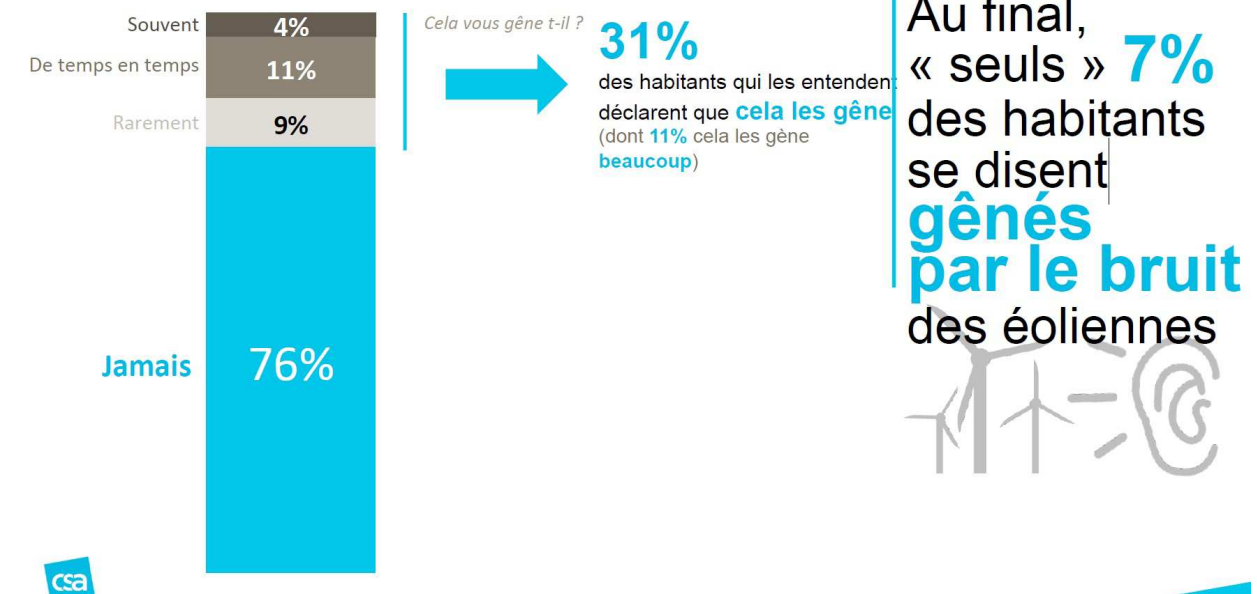 Souvent 4%
De temps en temps 11%
Rarement 9%
Jamais 76%
Cela vous gêne t-il ?
31%
des habitants qui les entendent
déclarent que cela les gêne
(dont 11% cela les gène
beaucoup)
Au final,
« seuls » 7%
des habitants
se disent
gênés
par le bruit
des éoliennes
csa